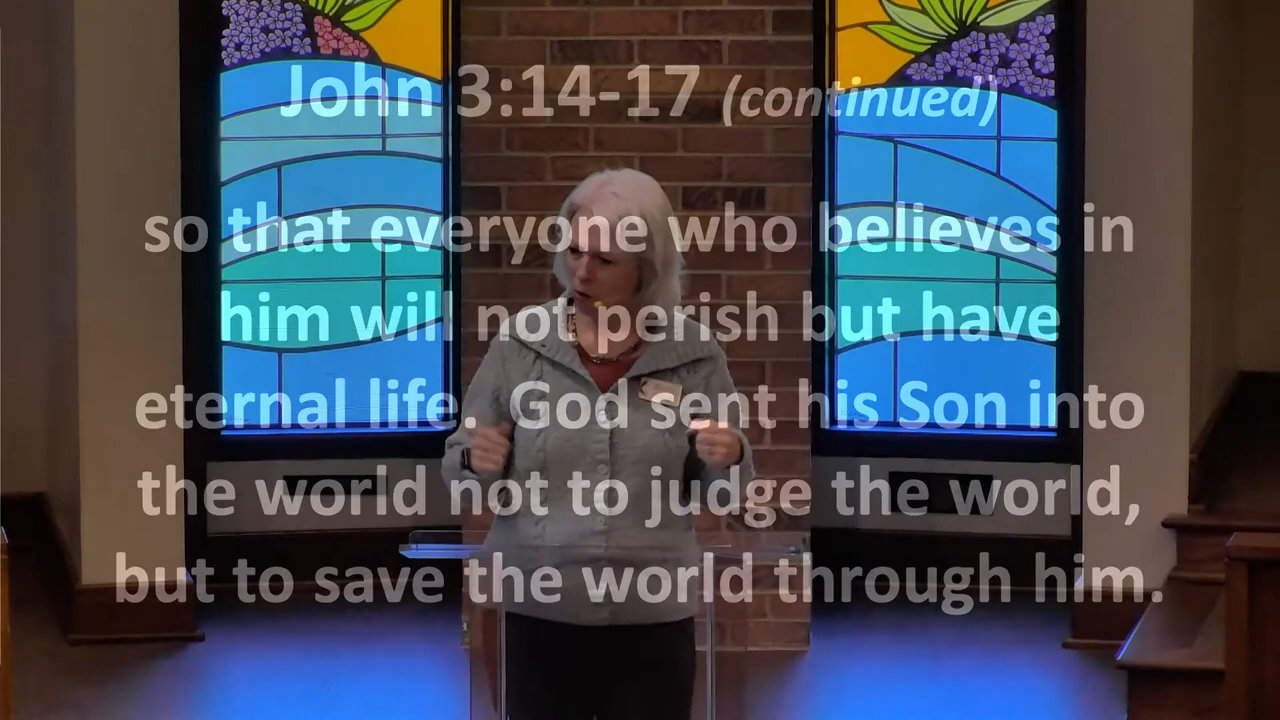 John 3:14-17 (continued)
so that everyone who believes in
him will not perish but have
eternal life. God sent his Son into
the world not to judge the world,
but to save the world through him.